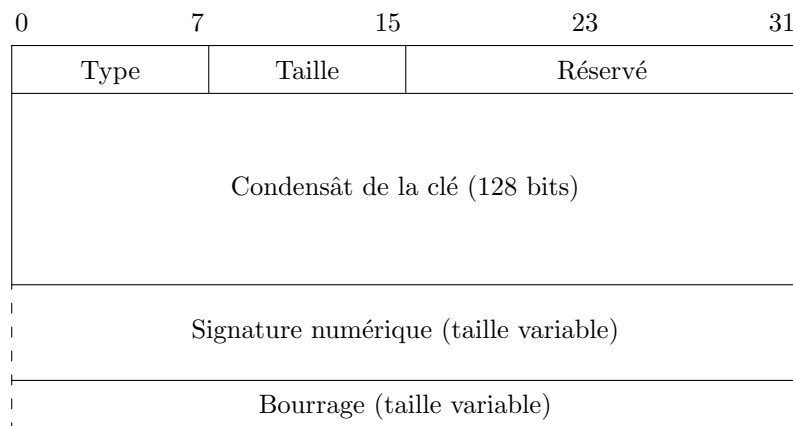 0 7 15 23 31
Type Taille Réservé
Condensât de la clé (128 bits)
Signature numérique (taille variable)
Bourrage (taille variable)